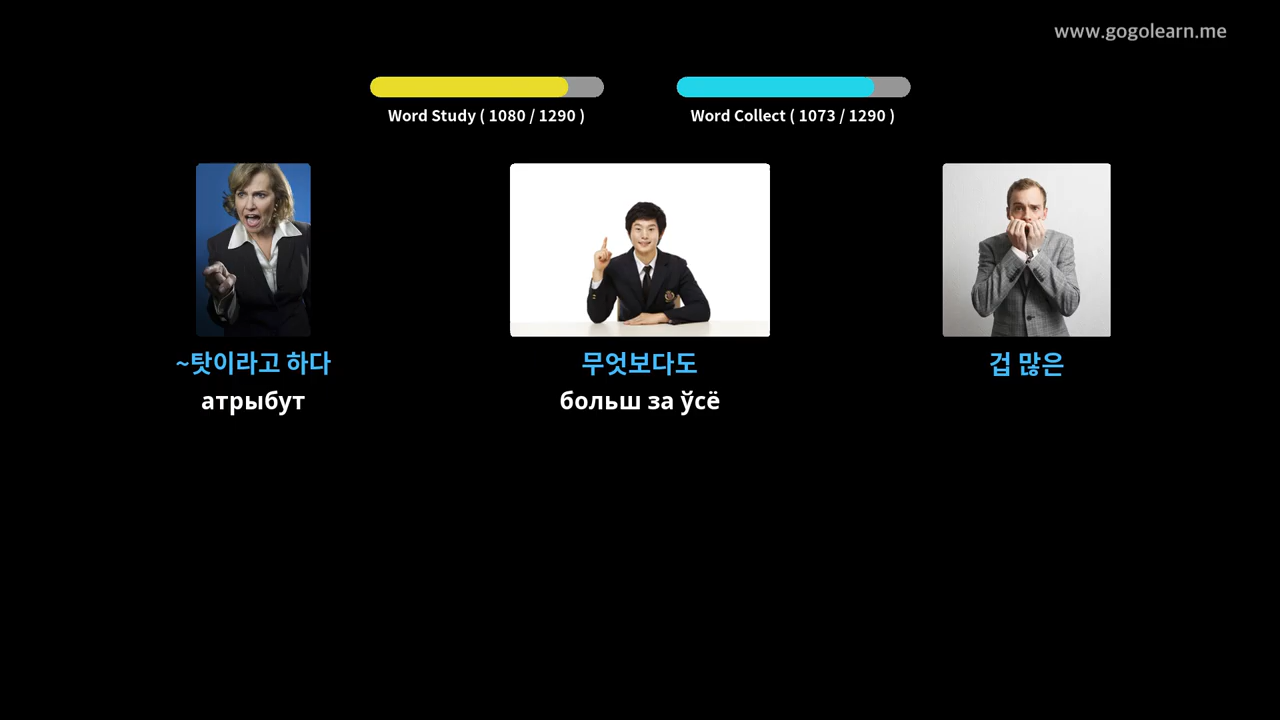 www.gogolearn.me
Word Study ( 1080 / 1290 )
Word Collect ( 1073 / 1290 )
~탓이라고 하다
무엇보다도
겁 많은
атрыбут
больш за ўсё